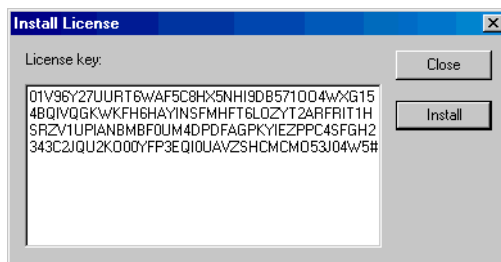 Install License
License key:
01V96Y27UURT6WAF5C8HX5NHI9DB571OO4WXG15
4BQIVQGKWKFH6HAYINSFMHFT6LOZYT2ARFRIT1H
SRZV1UPIANBMBF0UM4DPDFAGPKYIEZPPC4SFGH2
343C2JQU2KO00YFP3EQI0UAVZSHCMCMO53J04W5#
Close
Install